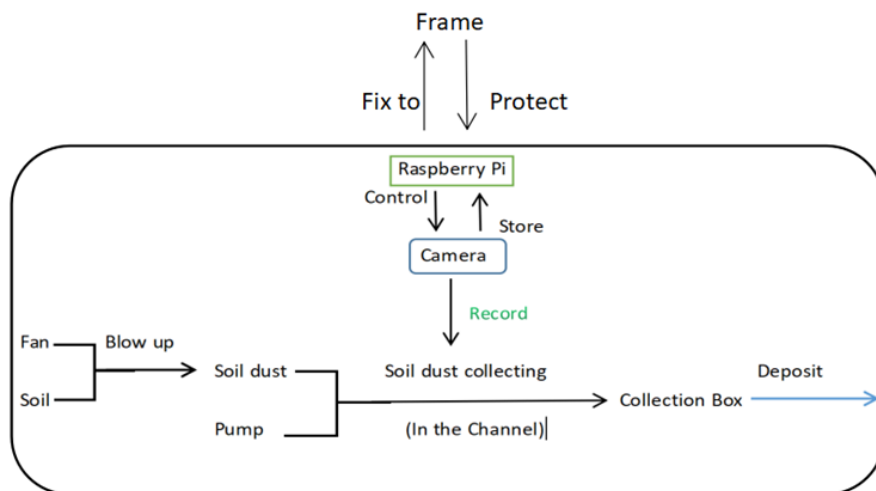 Frame
Fix to
Protect
Raspberry Pi
Control
Store
Camera
Record
Fan
Blow up
Soil dust
Soil dust collecting
Deposit
Soil
Collection Box
Pump
(In the Channel)